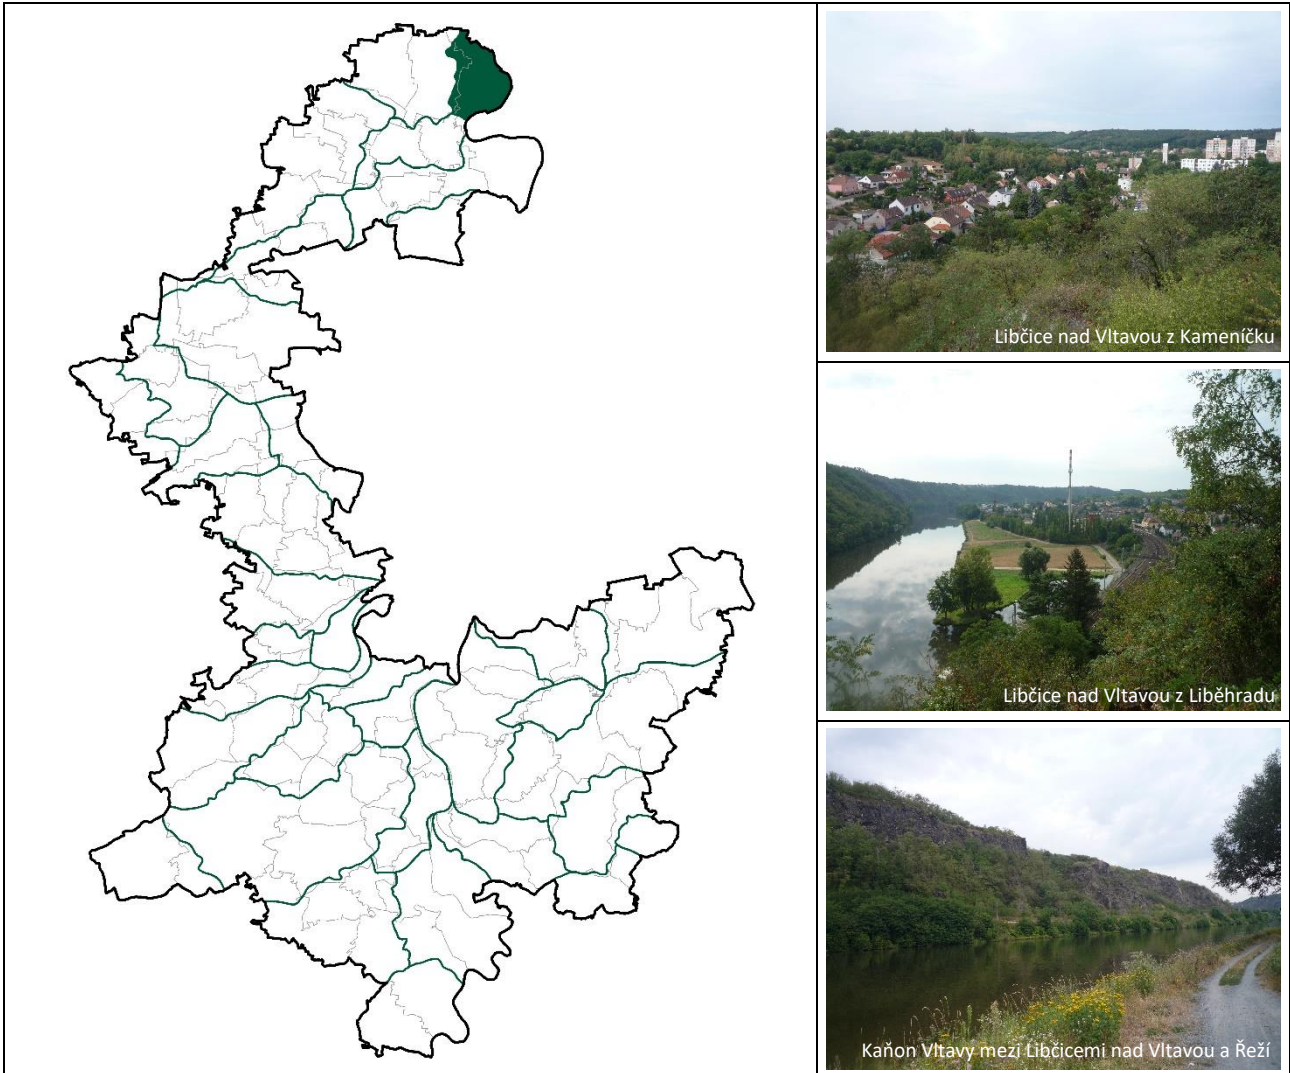 Libčice nad Vltavou z Kameníčku
Libčice nad Vltavou z Liběhradu
Kaňon Vltavy mezi Libčicemi nad Vltavou a Řeží